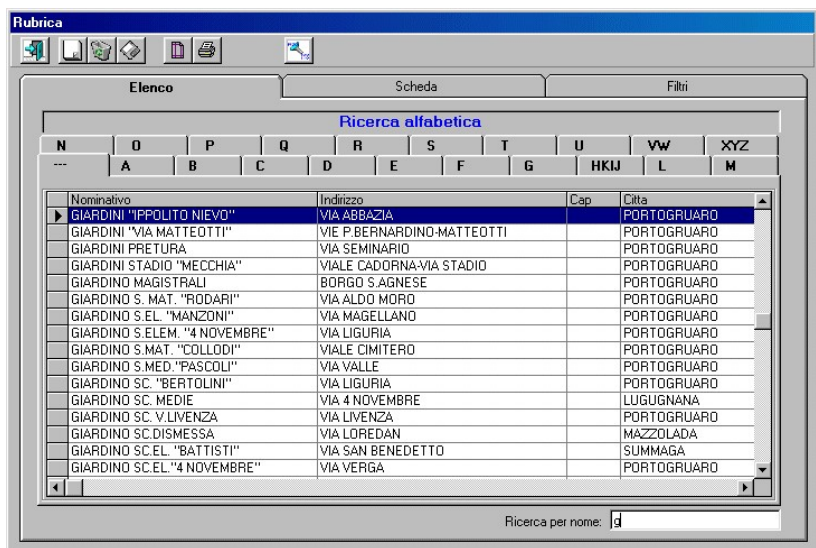 Rubrica
Elenco Scheda Filtri
Ricerca alfabetica
N O P Q R S T U VW XYZ
--- A B C D E F G HKIJ L M
Nominativo Indirizzo Cap Citta
GIARDINI "IPPOLITO NIEVO" VIA ABBAZIA PORTOGRUARO
GIARDINI "VIA MATTEOTTI" VIE P.BERNARDINO-MATTEOTTI PORTOGRUARO
GIARDINI PRETURA VIA SEMINARIO PORTOGRUARO
GIARDINI STADIO "MECCHIA" VIALE CADORNA-VIA STADIO PORTOGRUARO
GIARDINO MAGISTRALI BORGO S.AGNESE PORTOGRUARO
GIARDINO S. MAT. "RODARI" VIA ALDO MORO PORTOGRUARO
GIARDINO S.EL. "MANZONI" VIA MAGELLANO PORTOGRUARO
GIARDINO S.ELEM. "4 NOVEMBRE" VIA LIGURIA PORTOGRUARO
GIARDINO S.MAT. "COLLODI" VIALE CIMITERO PORTOGRUARO
GIARDINO S.MED."PASCOLI" VIA VALLE PORTOGRUARO
GIARDINO SC. "BERTOLINI" VIA LIGURIA PORTOGRUARO
GIARDINO SC. MEDIE VIA 4 NOVEMBRE LUGUGNANA
GIARDINO SC. V.LIVENZA VIA LIVENZA PORTOGRUARO
GIARDINO SC.DISMESSA VIA LOREDAN MAZZOLADA
GIARDINO SC.EL. "BATTISTI" VIA SAN BENEDETTO SUMMAGA
GIARDINO SC.EL."4 NOVEMBRE" VIA VERGA PORTOGRUARO
Ricerca per nome: g